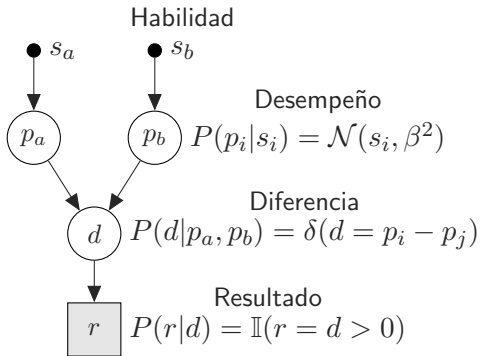 Habilidad
s_a s_b
Desempeño
p_a p_b P(p_i|s_i) = 𝒩(s_i, β²)
Diferencia
d P(d|p_a, p_b) = δ(d = p_i − p_j)
Resultado
r P(r|d) = 𝕀(r = d > 0)